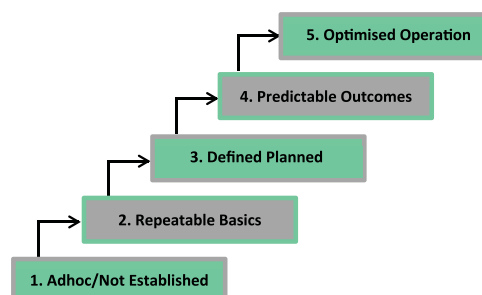 5. Optimised Operation
4. Predictable Outcomes
3. Defined Planned
2. Repeatable Basics
1. Adhoc/Not Established